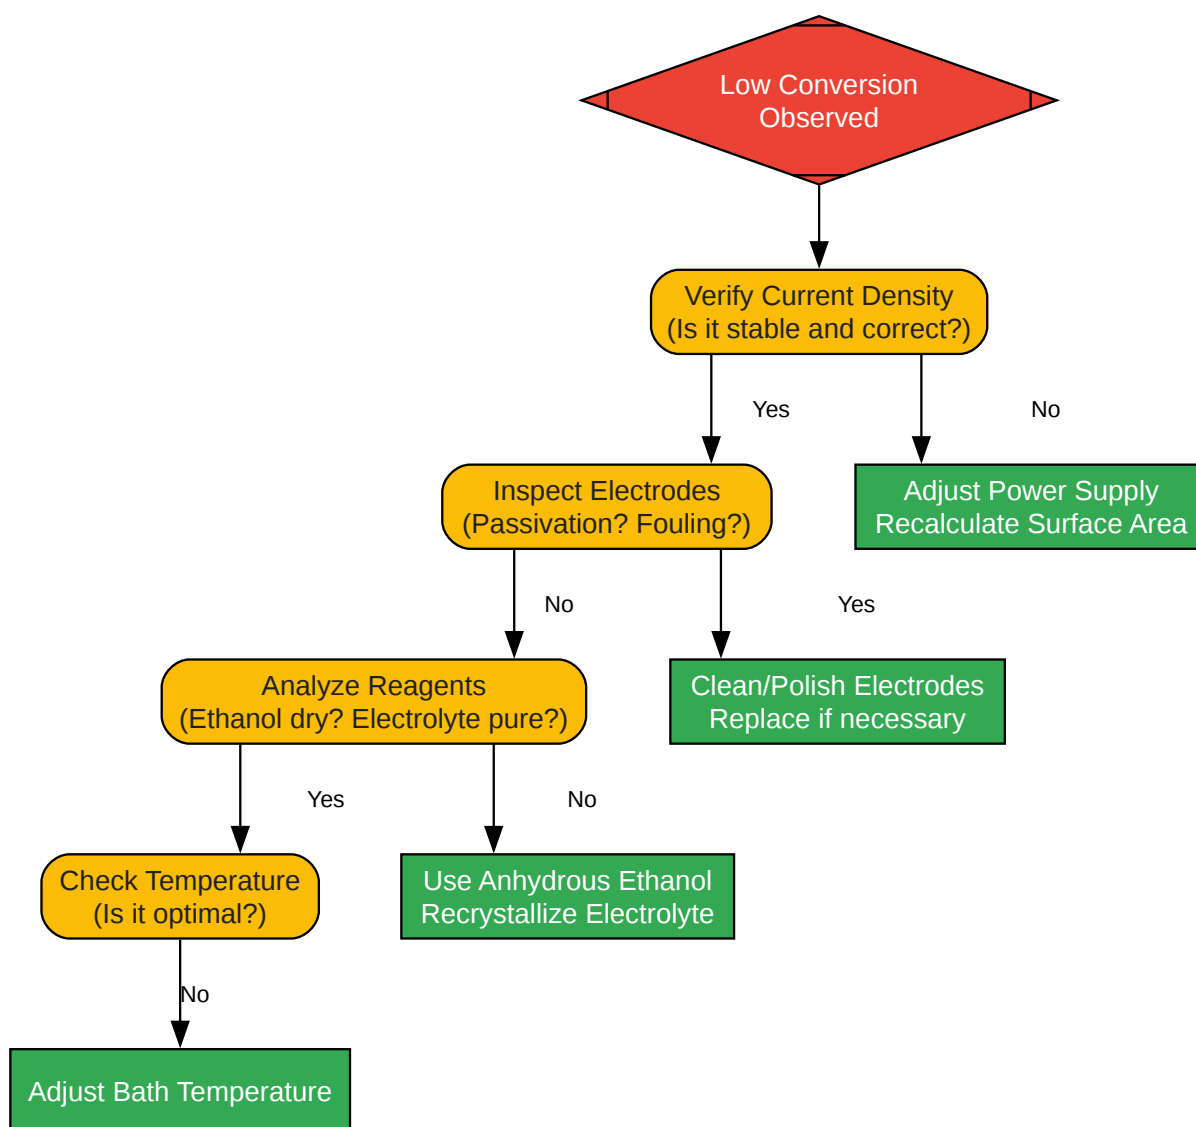 Low Conversion
Observed
Verify Current Density
(Is it stable and correct?)
Yes
No
Inspect Electrodes
(Passivation? Fouling?)
Adjust Power Supply
Recalculate Surface Area
No
Yes
Analyze Reagents
(Ethanol dry? Electrolyte pure?)
Clean/Polish Electrodes
Replace if necessary
Yes
No
Check Temperature
(Is it optimal?)
Use Anhydrous Ethanol
Recrystallize Electrolyte
No
Adjust Bath Temperature